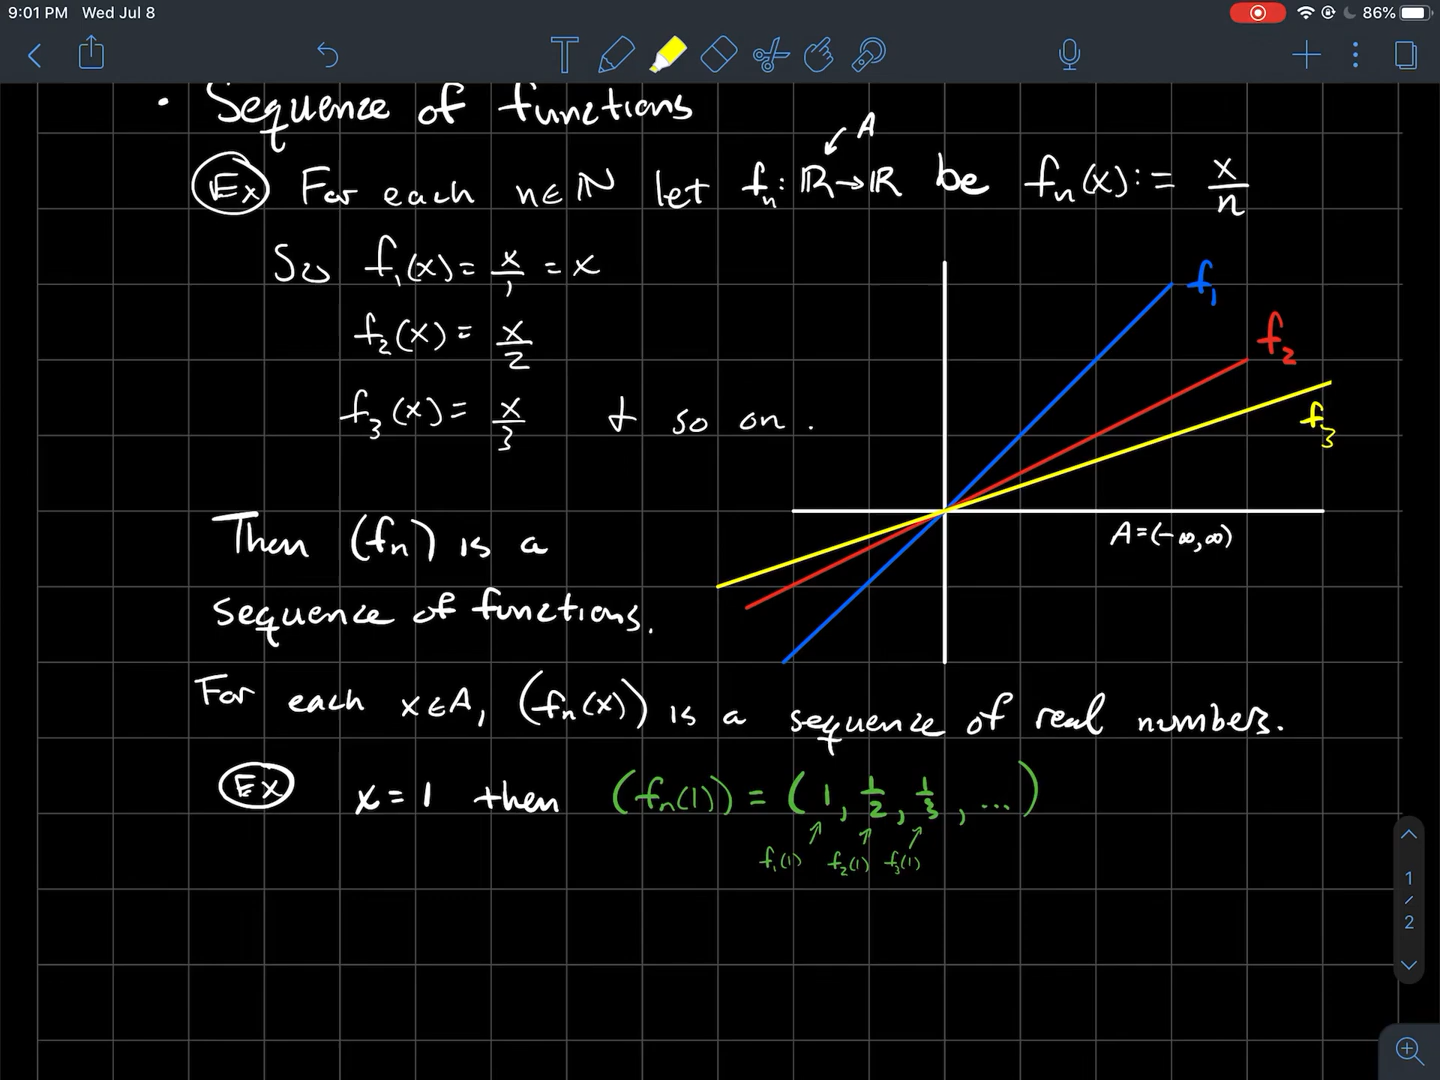 9:01 PM Wed Jul 8 86%
• Sequence of functions
A
Ex For each n∈ℕ let fₙ: ℝ→ℝ be fₙ(x):= x/n
So f₁(x)= x/1 = x
f₂(x) = x/2
f₃(x) = x/3 & so on.
f₁
f₂
f₃
A=(-∞,∞)
Then (fₙ) is a
sequence of functions.
For each x∈A, (fₙ(x)) is a sequence of real numbers.
Ex x=1 then (fₙ(1)) = (1, 1/2, 1/3, ...)
f₁(1) f₂(1) f₃(1)
1
/
2